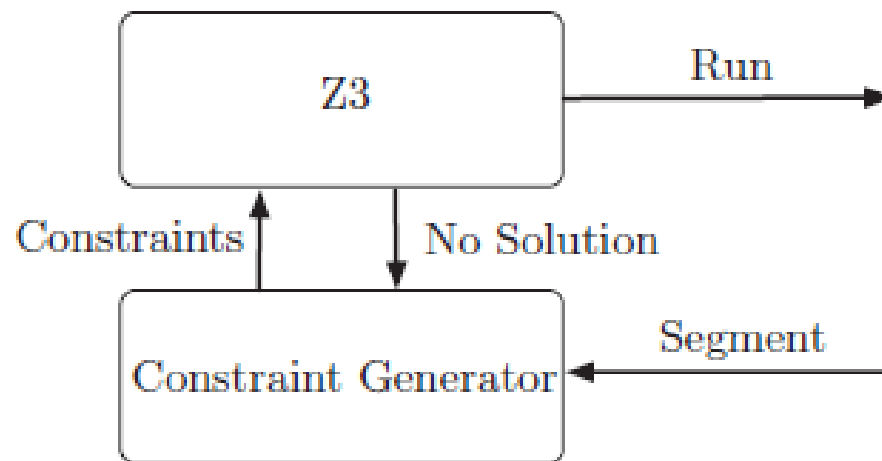 Z3
Run
Constraints
No Solution
Segment
Constraint Generator